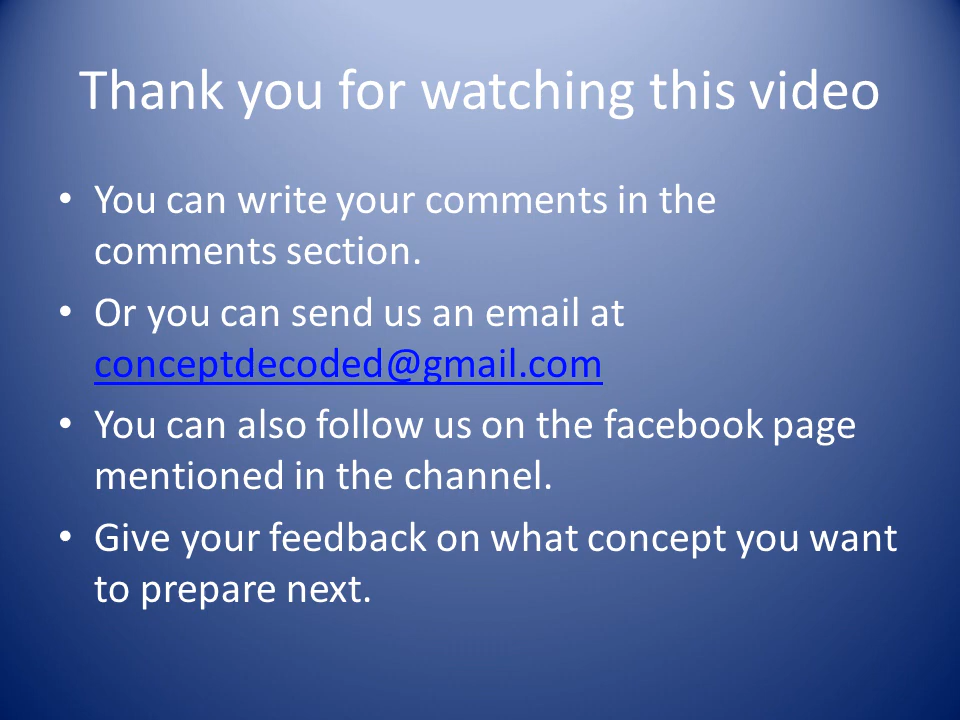 Thank you for watching this video
• You can write your comments in the
comments section.
• Or you can send us an email at
conceptdecoded@gmail.com
• You can also follow us on the facebook page
mentioned in the channel.
• Give your feedback on what concept you want
to prepare next.